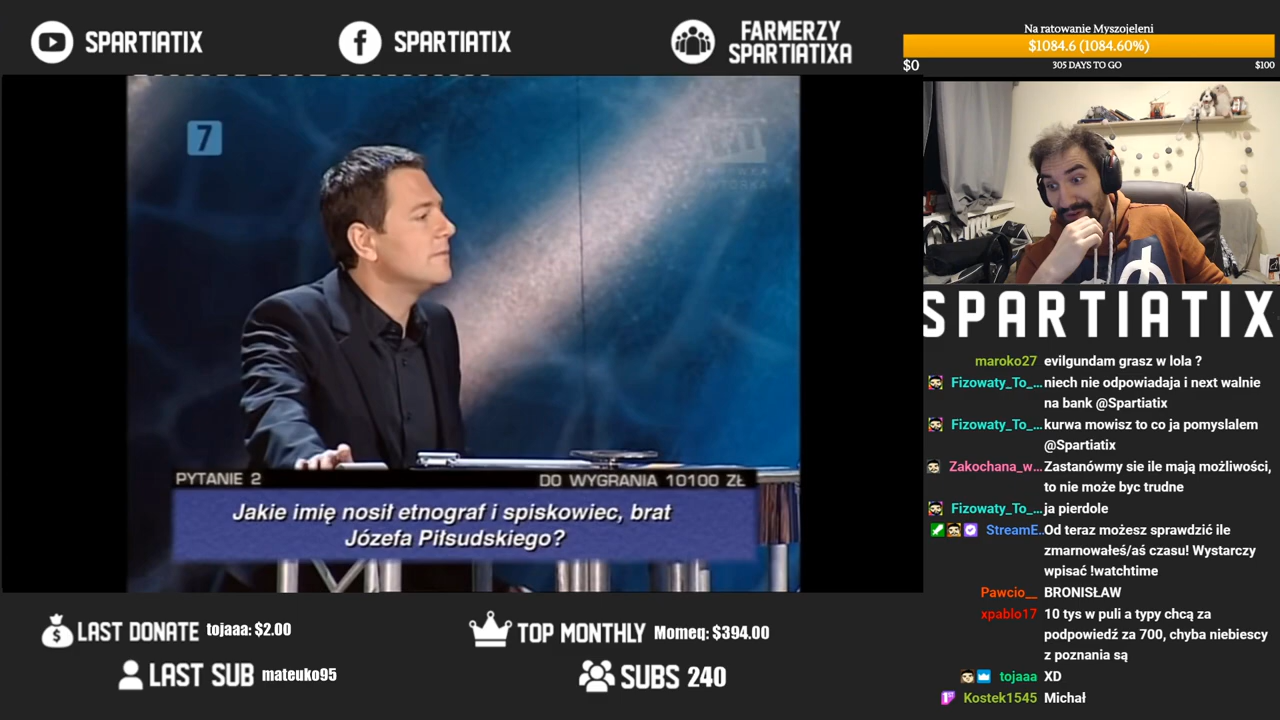 SPARTIATIX
SPARTIATIX
FARMERZY
SPARTIATIXA
Na ratowanie Myszojeleni
$1084.6 (1084.60%)
$0
305 DAYS TO GO
$100
7
PYTANIE 2
DO WYGRANIA 10100 ZŁ
Jakie imię nosił etnograf i spiskowiec, brat
Józefa Piłsudskiego?
SPARTIATIX
maroko27 evilgundam grasz w lola ?
Fizowaty_To_... niech nie odpowiadaja i next walnie
na bank @Spartiatix
Fizowaty_To_... kurwa mowisz to co ja pomyslalem
@Spartiatix
Zakochana_w... Zastanówmy sie ile mają możliwości,
to nie może byc trudne
Fizowaty_To_... ja pierdole
StreamE... Od teraz możesz sprawdzić ile
zmarnowałeś/aś czasu! Wystarczy
wpisać !watchtime
Pawcio__ BRONISŁAW
xpablo17 10 tys w puli a typy chcą za
podpowiedź za 700, chyba niebiescy
z poznania są
tojaaa XD
Kostek1545 Michał
LAST DONATE tojaaa: $2.00
TOP MONTHLY Momeq: $394.00
LAST SUB mateuko95
SUBS 240